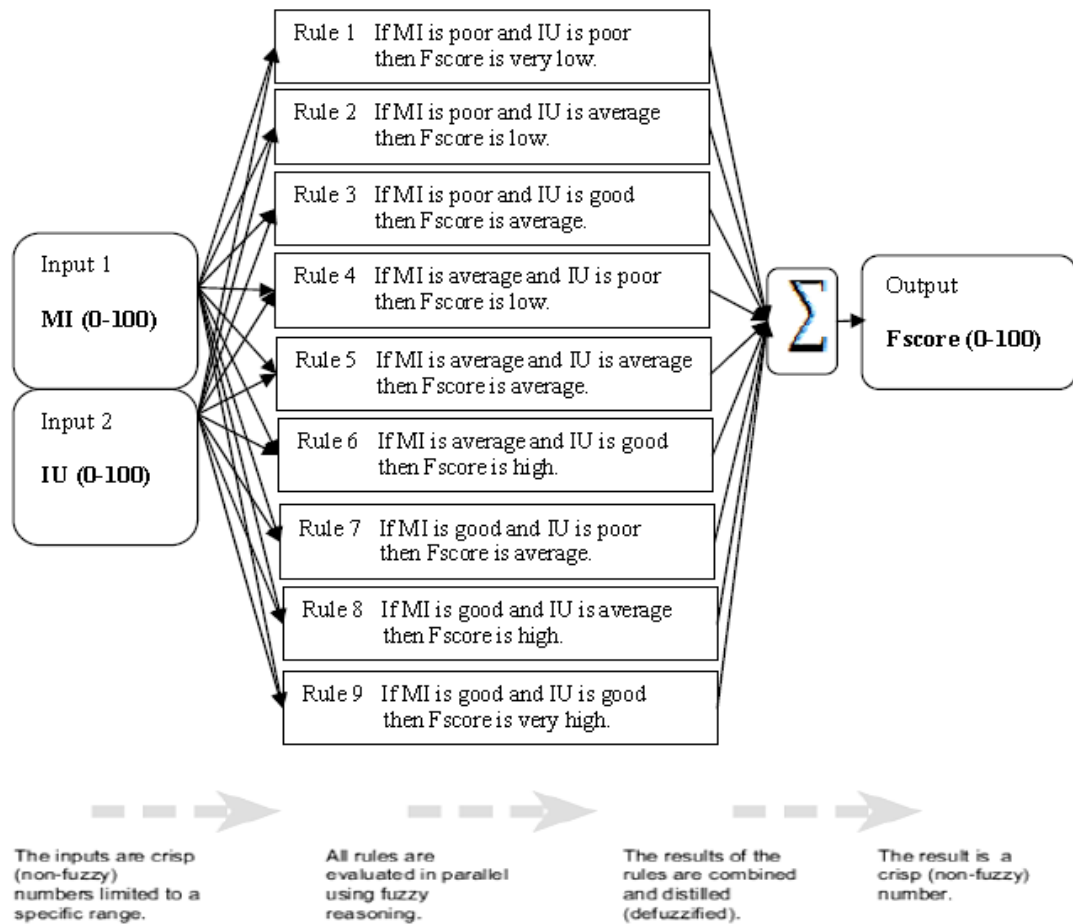 Rule 1 If MI is poor and IU is poor
then Fscore is very low.
Rule 2 If MI is poor and IU is average
then Fscore is low.
Rule 3 If MI is poor and IU is good
then Fscore is average.
Input 1
MI (0-100)
Rule 4 If MI is average and IU is poor
then Fscore is low.
Σ
Output
Fscore (0-100)
Rule 5 If MI is average and IU is average
then Fscore is average.
Input 2
IU (0-100)
Rule 6 If MI is average and IU is good
then Fscore is high.
Rule 7 If MI is good and IU is poor
then Fscore is average.
Rule 8 If MI is good and IU is average
then Fscore is high.
Rule 9 If MI is good and IU is good
then Fscore is very high.
The inputs are crisp
(non-fuzzy)
numbers limited to a
specific range.
All rules are
evaluated in parallel
using fuzzy
reasoning.
The results of the
rules are combined
and distilled
(defuzzified).
The result is a
crisp (non-fuzzy)
number.